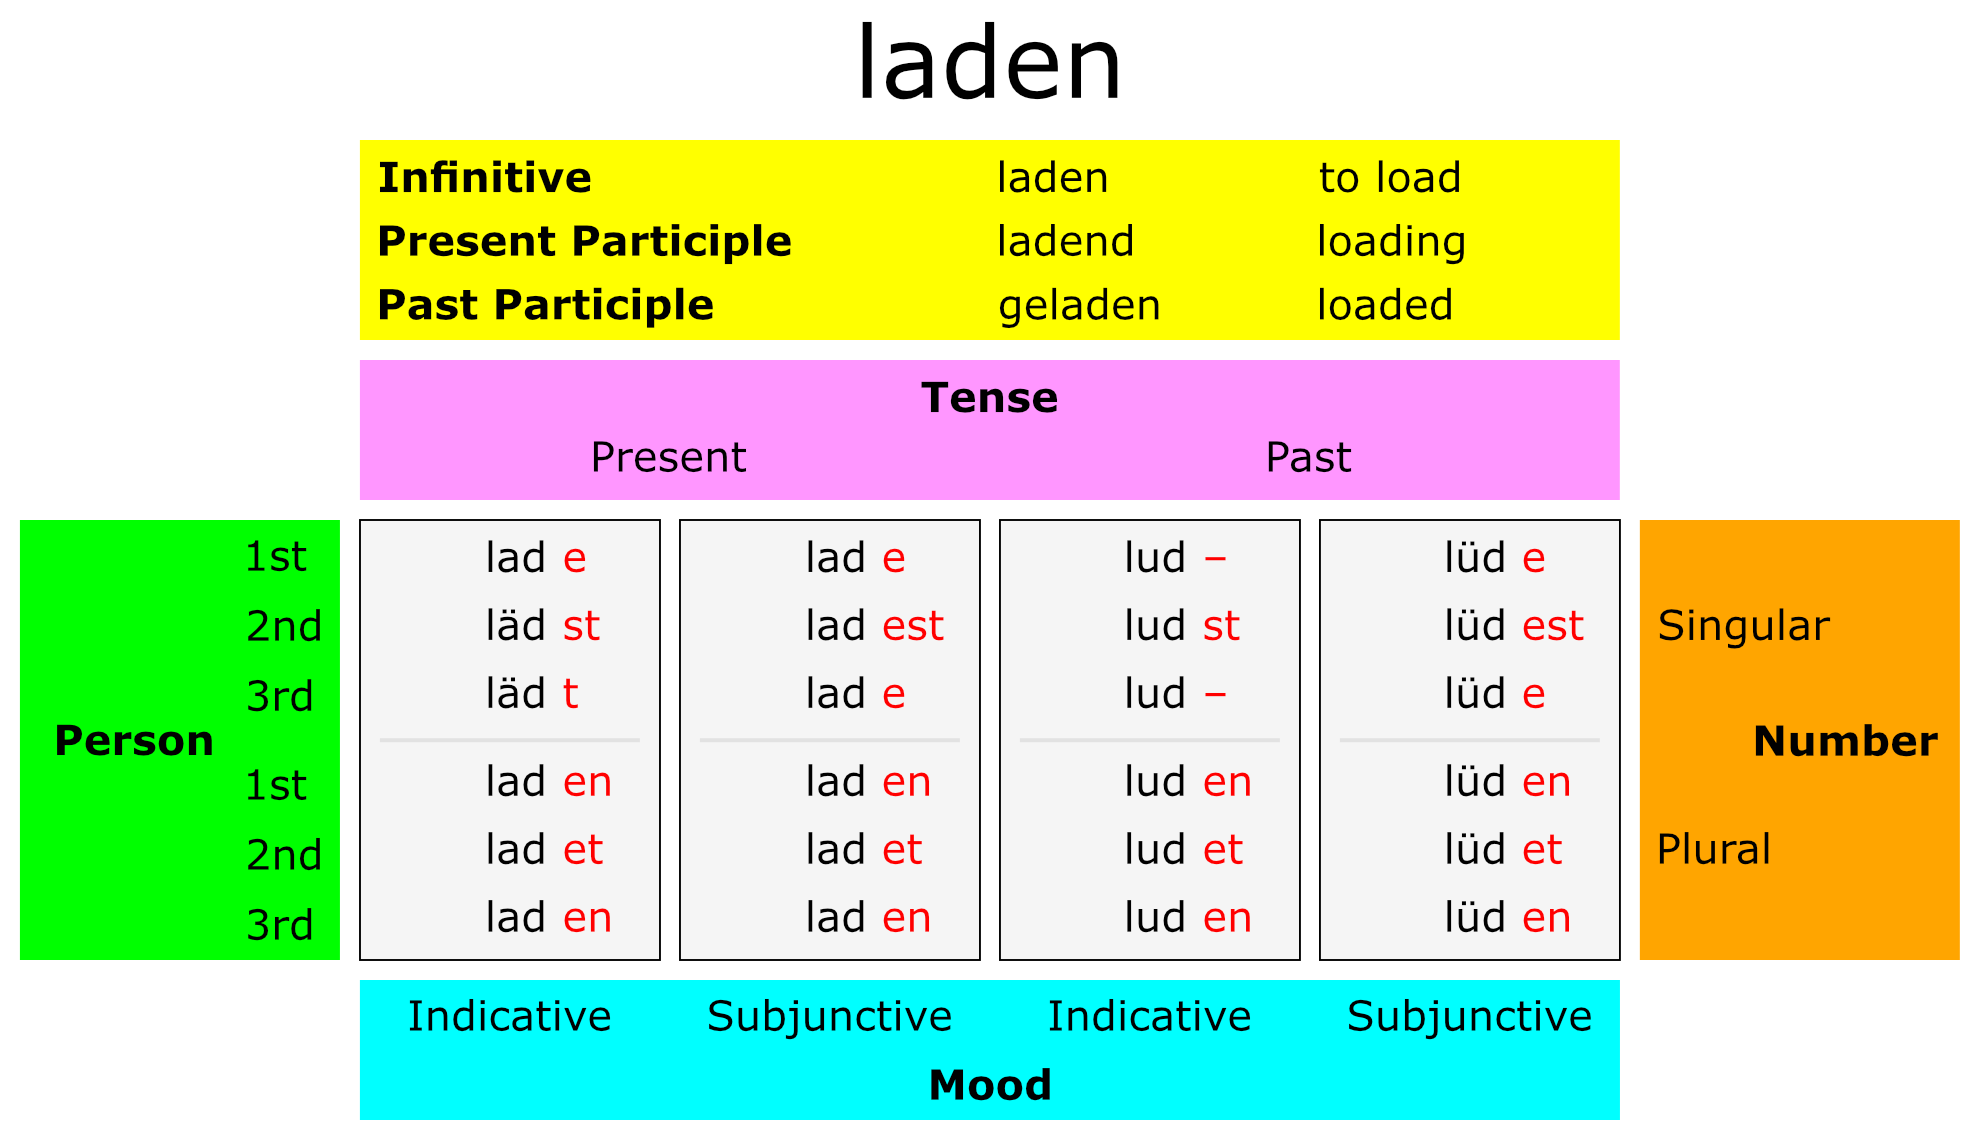 laden
Infinitive laden to load
Present Participle ladend loading
Past Participle geladen loaded
Tense
Present Past
1st lad e lad e lud – lüd e
2nd läd st lad est lud st lüd est Singular
3rd läd t lad e lud – lüd e
Person Number
1st lad en lad en lud en lüd en
2nd lad et lad et lud et lüd et Plural
3rd lad en lad en lud en lüd en
Indicative Subjunctive Indicative Subjunctive
Mood